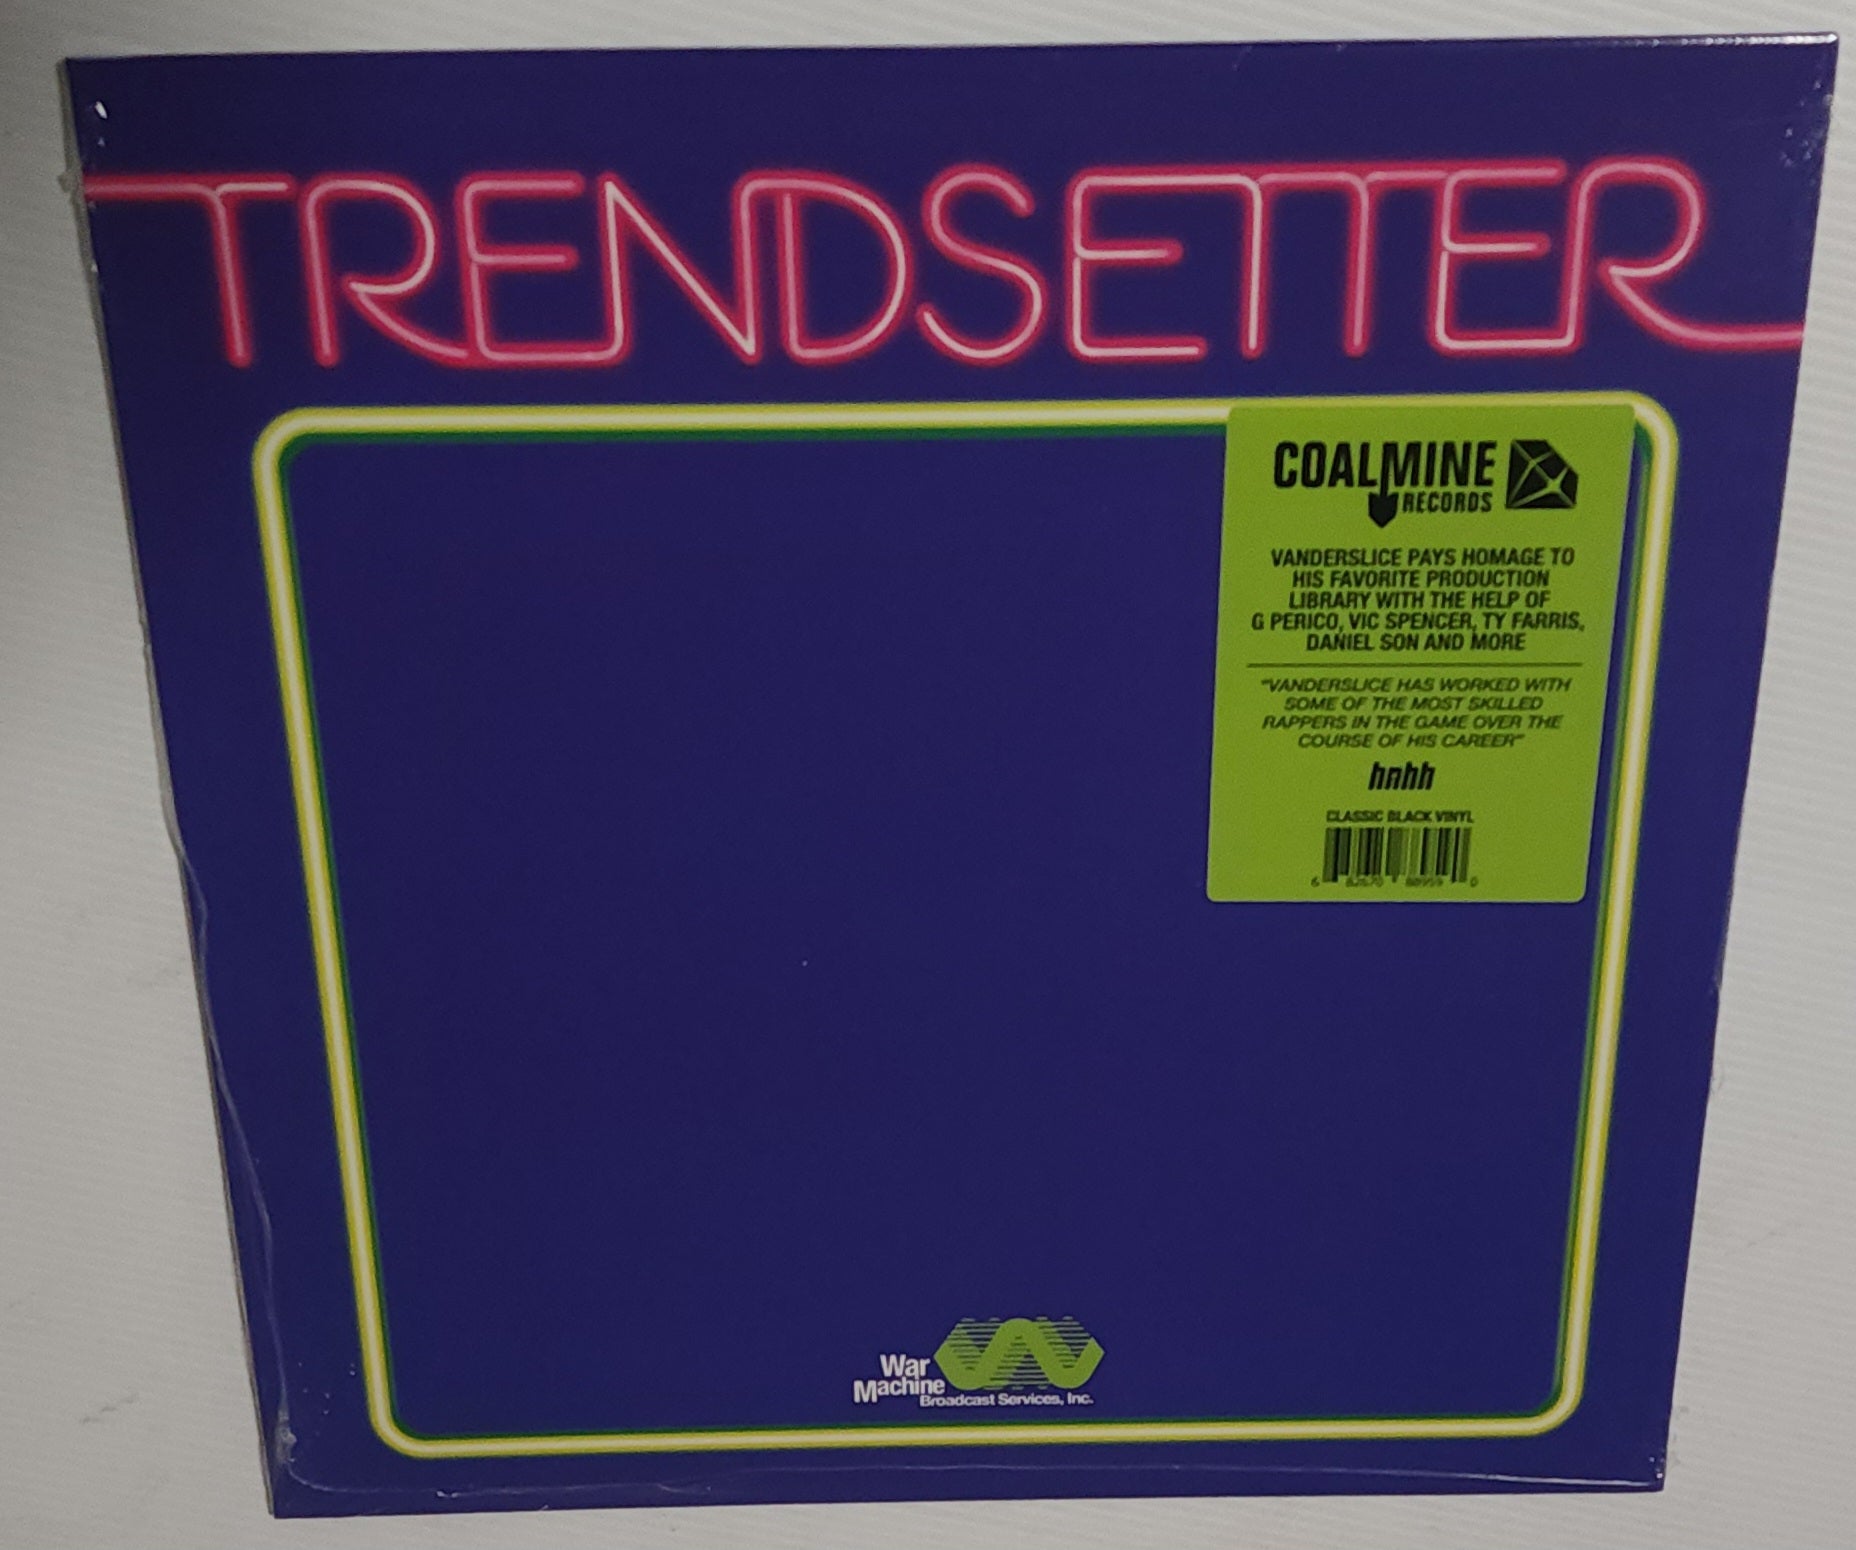 TRENDSETTER
COALMINE
RECORDS
VANDERSLICE PAYS HOMAGE TO
HIS FAVORITE PRODUCTION
LIBRARY WITH THE HELP OF
G PERICO, VIC SPENCER, TY FARRIS,
DANIEL SON AND MORE
"VANDERSLICE HAS WORKED WITH
SOME OF THE MOST SKILLED
RAPPERS IN THE GAME OVER THE
COURSE OF HIS CAREER"
hnhh
CLASSIC BLACK VINYL
War
Machine
Broadcast Services, Inc.